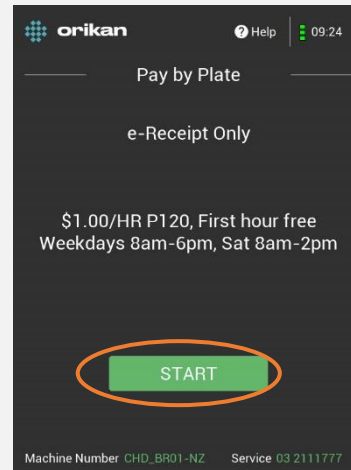 orikan
Help
09:24
Pay by Plate
e-Receipt Only
$1.00/HR P120, First hour free
Weekdays 8am-6pm, Sat 8am-2pm
START
Machine Number CHD_BR01-NZ Service 03 2111777